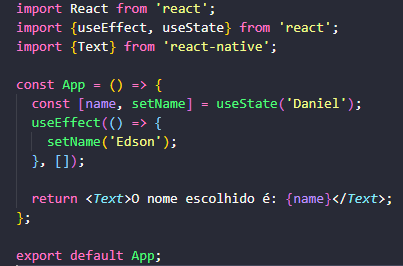 import React from 'react';
import {useEffect, useState} from 'react';
import {Text} from 'react-native';
const App = () => {
const [name, setName] = useState('Daniel');
useEffect(() => {
setName('Edson');
}, []);
return <Text>O nome escolhido é: {name}</Text>;
};
export default App;